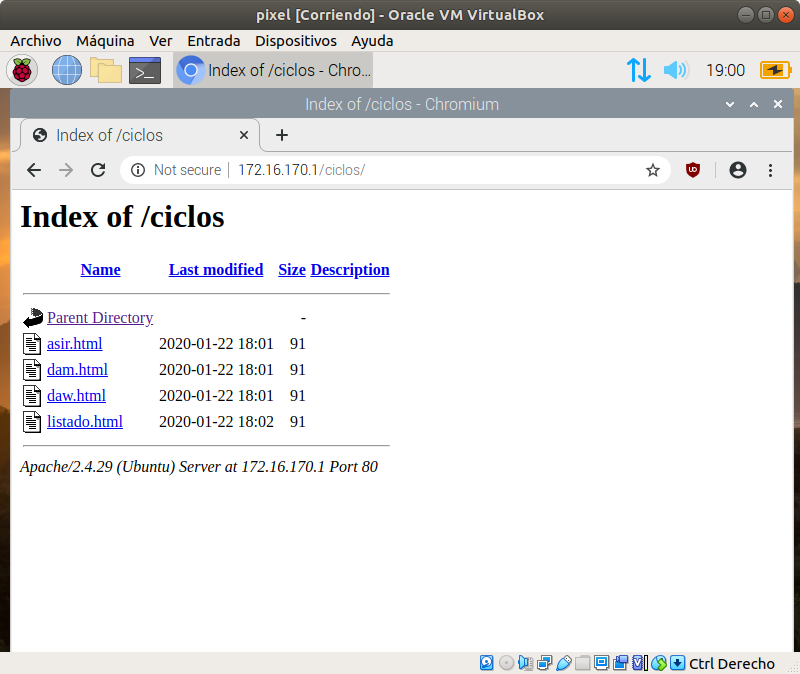 pixel [Corriendo] - Oracle VM VirtualBox
Archivo Máquina Ver Entrada Dispositivos Ayuda
Index of /ciclos - Chro... 19:00
Index of /ciclos - Chromium
Index of /ciclos
Not secure 172.16.170.1/ciclos/
Index of /ciclos
Name Last modified Size Description
Parent Directory -
asir.html 2020-01-22 18:01 91
dam.html 2020-01-22 18:01 91
daw.html 2020-01-22 18:01 91
listado.html 2020-01-22 18:02 91
Apache/2.4.29 (Ubuntu) Server at 172.16.170.1 Port 80
Ctrl Derecho